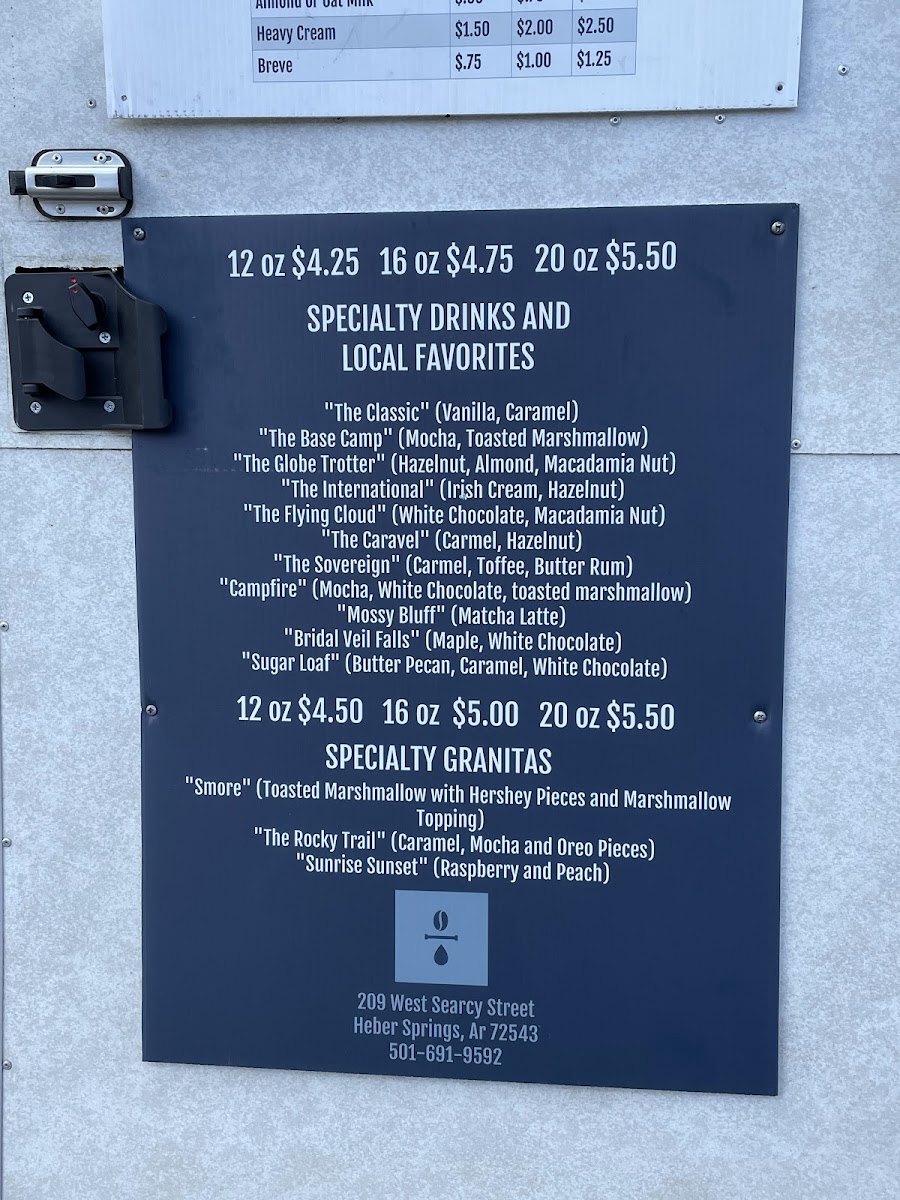 Almond or Oat Milk
Heavy Cream $1.50 $2.00 $2.50
Breve $.75 $1.00 $1.25
12 oz $4.25 16 oz $4.75 20 oz $5.50
SPECIALTY DRINKS AND
LOCAL FAVORITES
"The Classic" (Vanilla, Caramel)
"The Base Camp" (Mocha, Toasted Marshmallow)
"The Globe Trotter" (Hazelnut, Almond, Macadamia Nut)
"The International" (Irish Cream, Hazelnut)
"The Flying Cloud" (White Chocolate, Macadamia Nut)
"The Caravel" (Carmel, Hazelnut)
"The Sovereign" (Carmel, Toffee, Butter Rum)
"Campfire" (Mocha, White Chocolate, toasted marshmallow)
"Mossy Bluff" (Matcha Latte)
"Bridal Veil Falls" (Maple, White Chocolate)
"Sugar Loaf" (Butter Pecan, Caramel, White Chocolate)
12 oz $4.50 16 oz $5.00 20 oz $5.50
SPECIALTY GRANITAS
"Smore" (Toasted Marshmallow with Hershey Pieces and Marshmallow
Topping)
"The Rocky Trail" (Caramel, Mocha and Oreo Pieces)
"Sunrise Sunset" (Raspberry and Peach)
209 West Searcy Street
Heber Springs, Ar 72543
501-691-9592